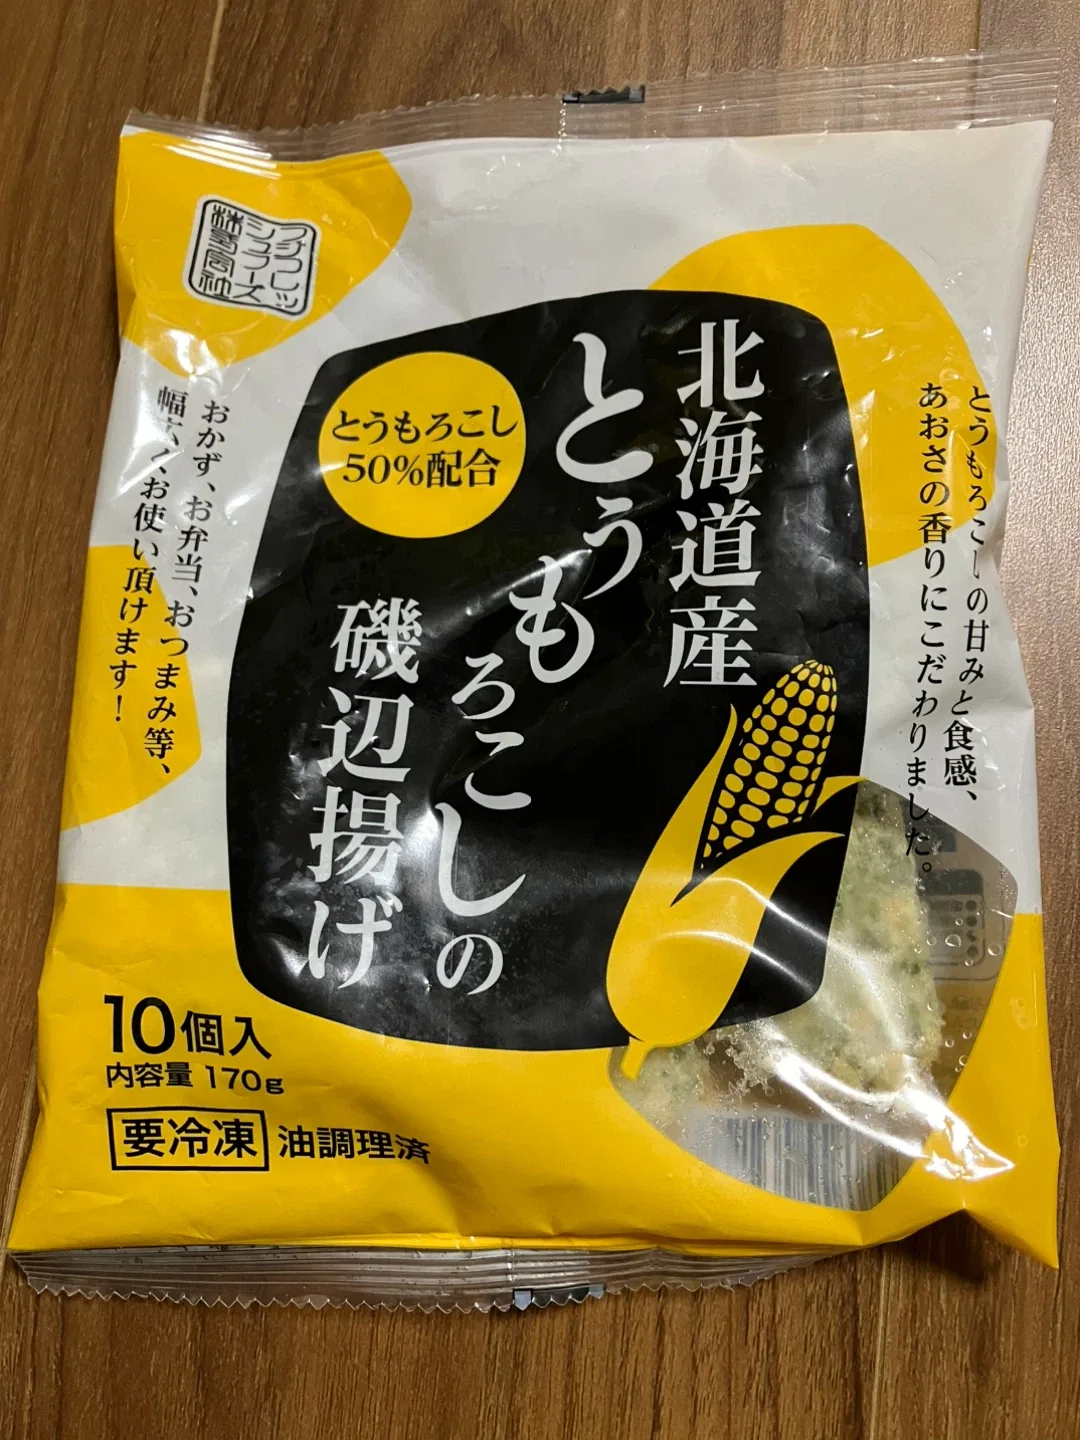 フジフレッ
シュフーズ
株式会社
北海道産
とうもろこしの
磯辺揚げ
とうもろこし
50%配合
とうもろこしの甘みと食感、
あおさの香りにこだわりました。
おかず、お弁当、おつまみ等、
幅広くお使い頂けます！
10個入
内容量 170g
要冷凍 油調理済